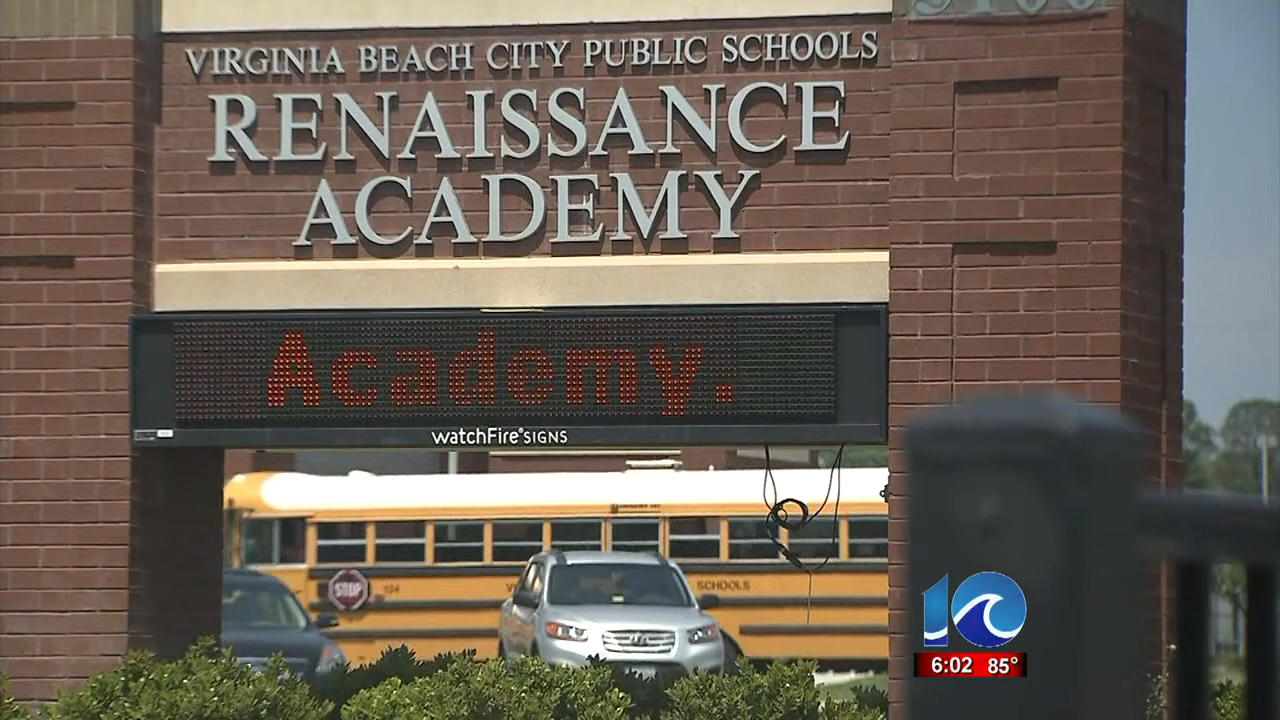 VIRGINIA BEACH CITY PUBLIC SCHOOLS
RENAISSANCE
ACADEMY
Academy.
watchFire SIGNS
STOP
SCHOOLS
10
6:02 85°